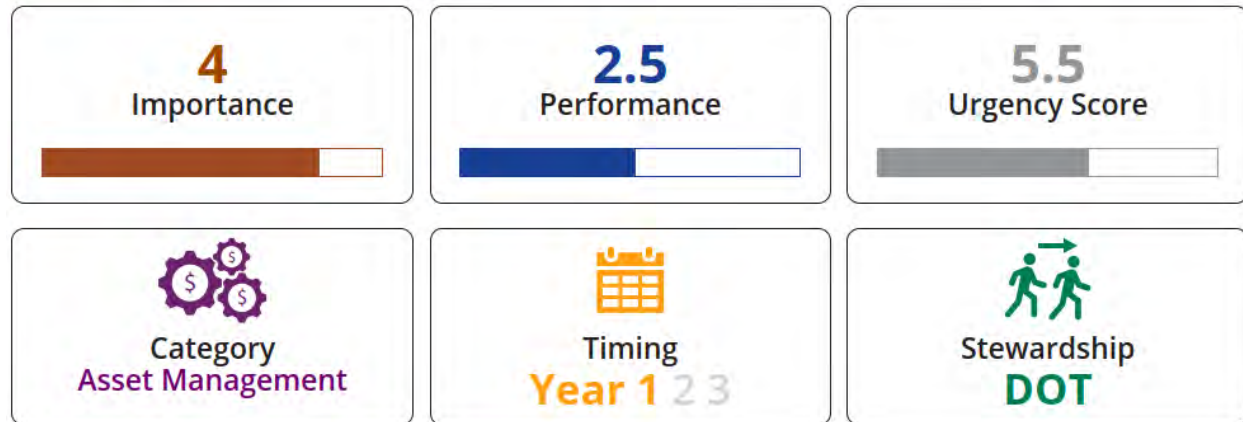 4
Importance
2.5
Performance
5.5
Urgency Score
$
$
$
Category
Asset Management
Timing
Year 1 2 3
Stewardship
DOT